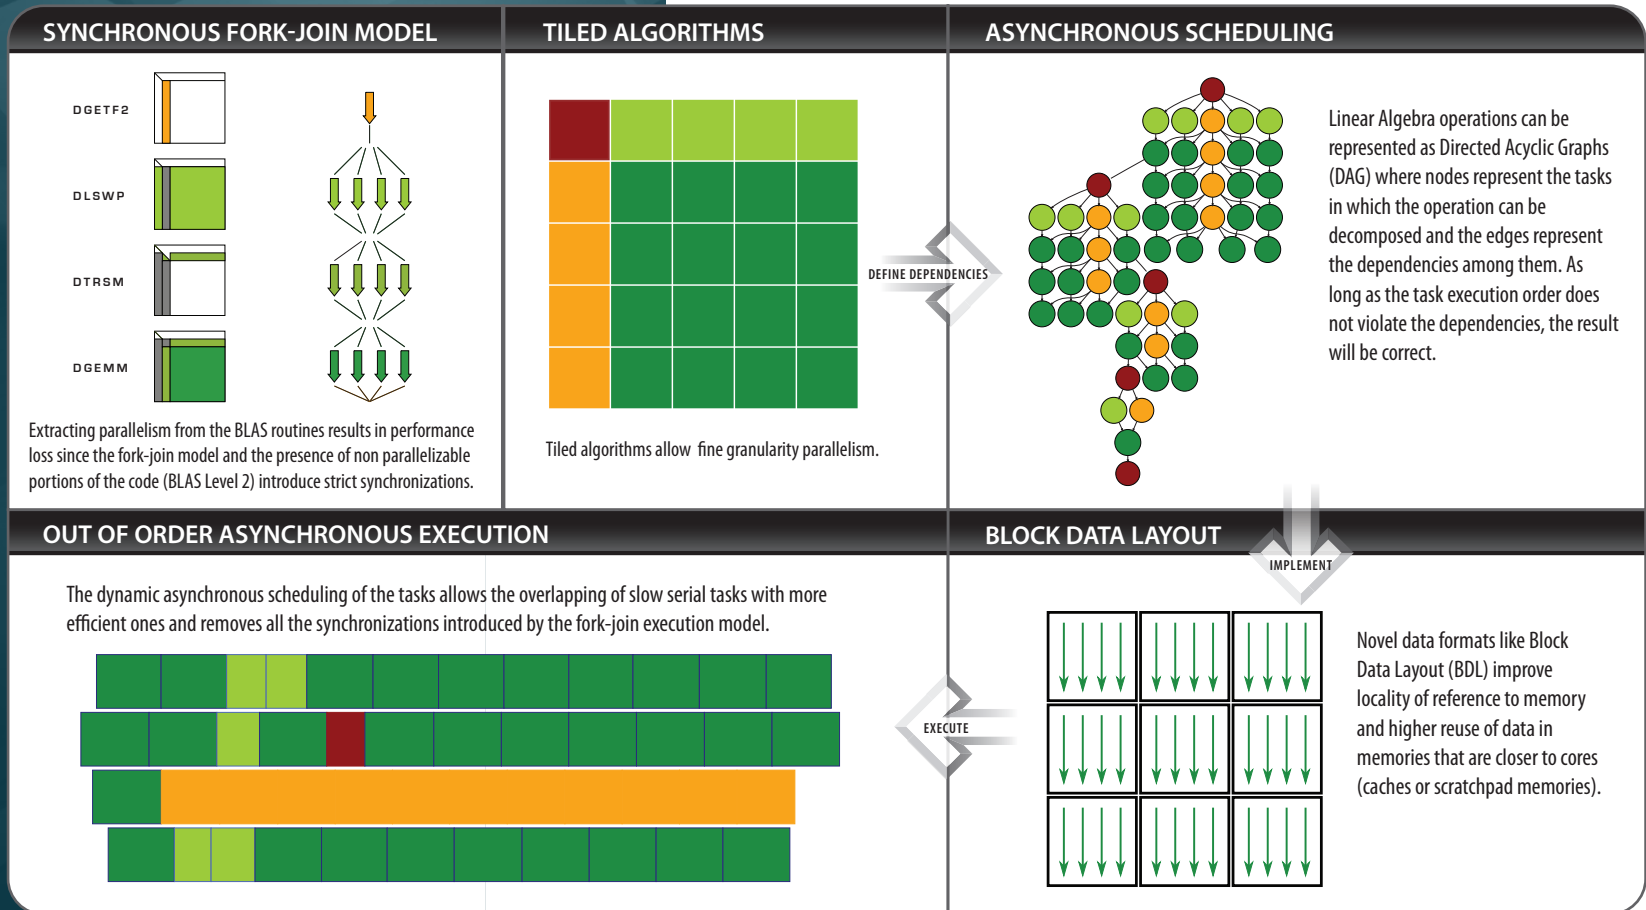 SYNCHRONOUS FORK-JOIN MODEL
DGETF2
DLSWP
DTRSM
DGEMM
Extracting parallelism from the BLAS routines results in performance
loss since the fork-join model and the presence of non parallelizable
portions of the code (BLAS Level 2) introduce strict synchronizations.
TILED ALGORITHMS
Tiled algorithms allow fine granularity parallelism.
DEFINE DEPENDENCIES
ASYNCHRONOUS SCHEDULING
Linear Algebra operations can be
represented as Directed Acyclic Graphs
(DAG) where nodes represent the tasks
in which the operation can be
decomposed and the edges represent
the dependencies among them. As
long as the task execution order does
not violate the dependencies, the result
will be correct.
IMPLEMENT
OUT OF ORDER ASYNCHRONOUS EXECUTION
The dynamic asynchronous scheduling of the tasks allows the overlapping of slow serial tasks with more
efficient ones and removes all the synchronizations introduced by the fork-join execution model.
EXECUTE
BLOCK DATA LAYOUT
Novel data formats like Block
Data Layout (BDL) improve
locality of reference to memory
and higher reuse of data in
memories that are closer to cores
(caches or scratchpad memories).